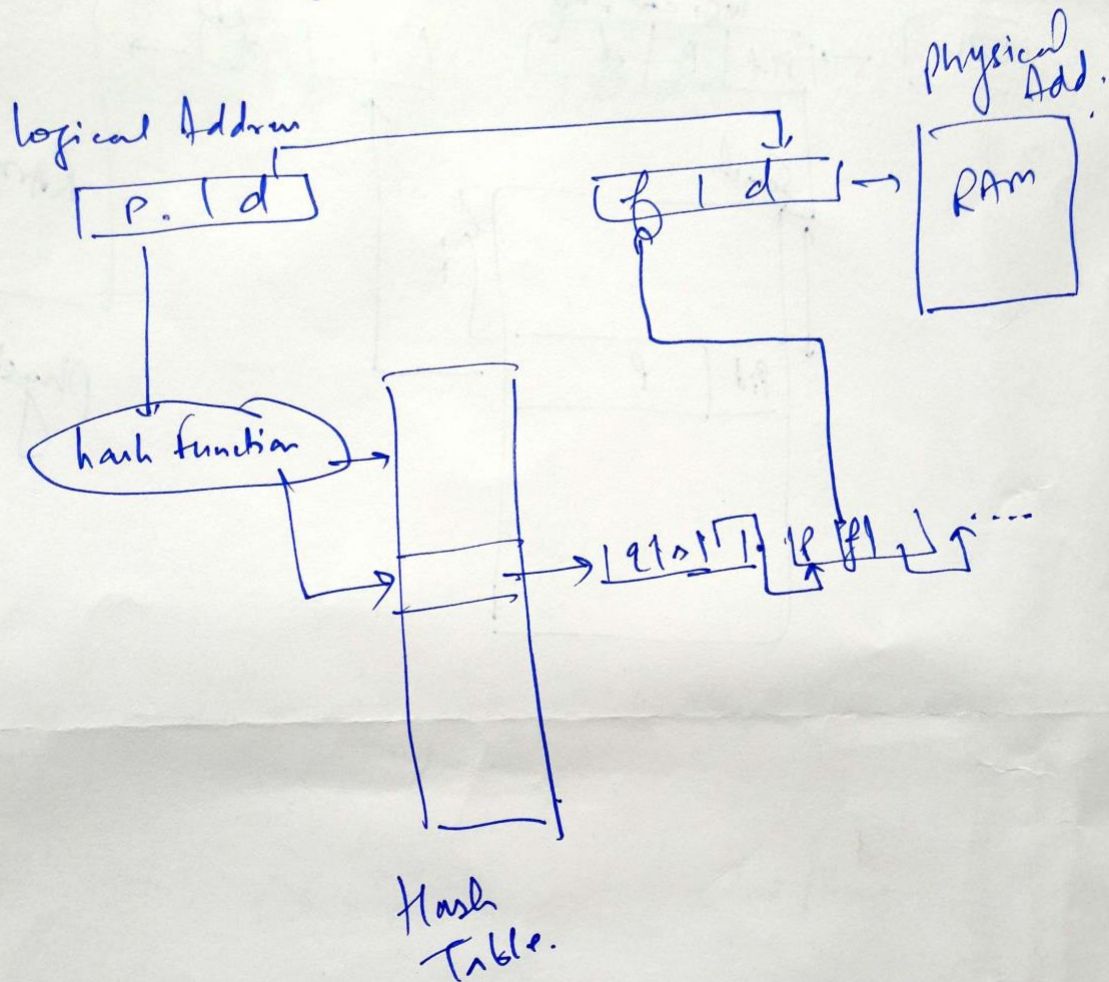 Physical
Add.
Logical Address
p. | d
f | d
RAM
hash function
q | s |
p | f |
....
Hash
Table.